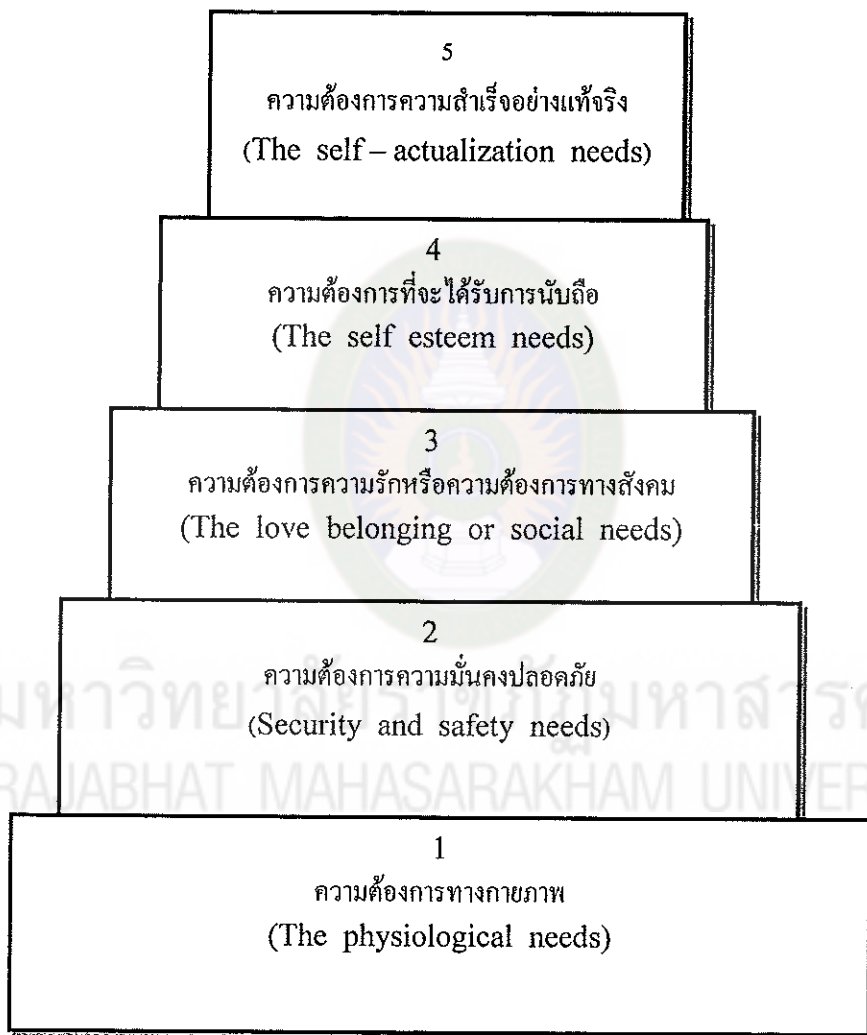 5
ความต้องการความสำเร็จอย่างแท้จริง
(The self – actualization needs)
4
ความต้องการที่จะได้รับการนับถือ
(The self esteem needs)
3
ความต้องการความรักหรือความต้องการทางสังคม
(The love belonging or social needs)
2
ความต้องการความมั่นคงปลอดภัย
(Security and safety needs)
มหาวิทยาลัยราชภัฏมหาสาร
RAJABHAT MAHASARAKHAM UNIVER
1
ความต้องการทางกายภาพ
(The physiological needs)